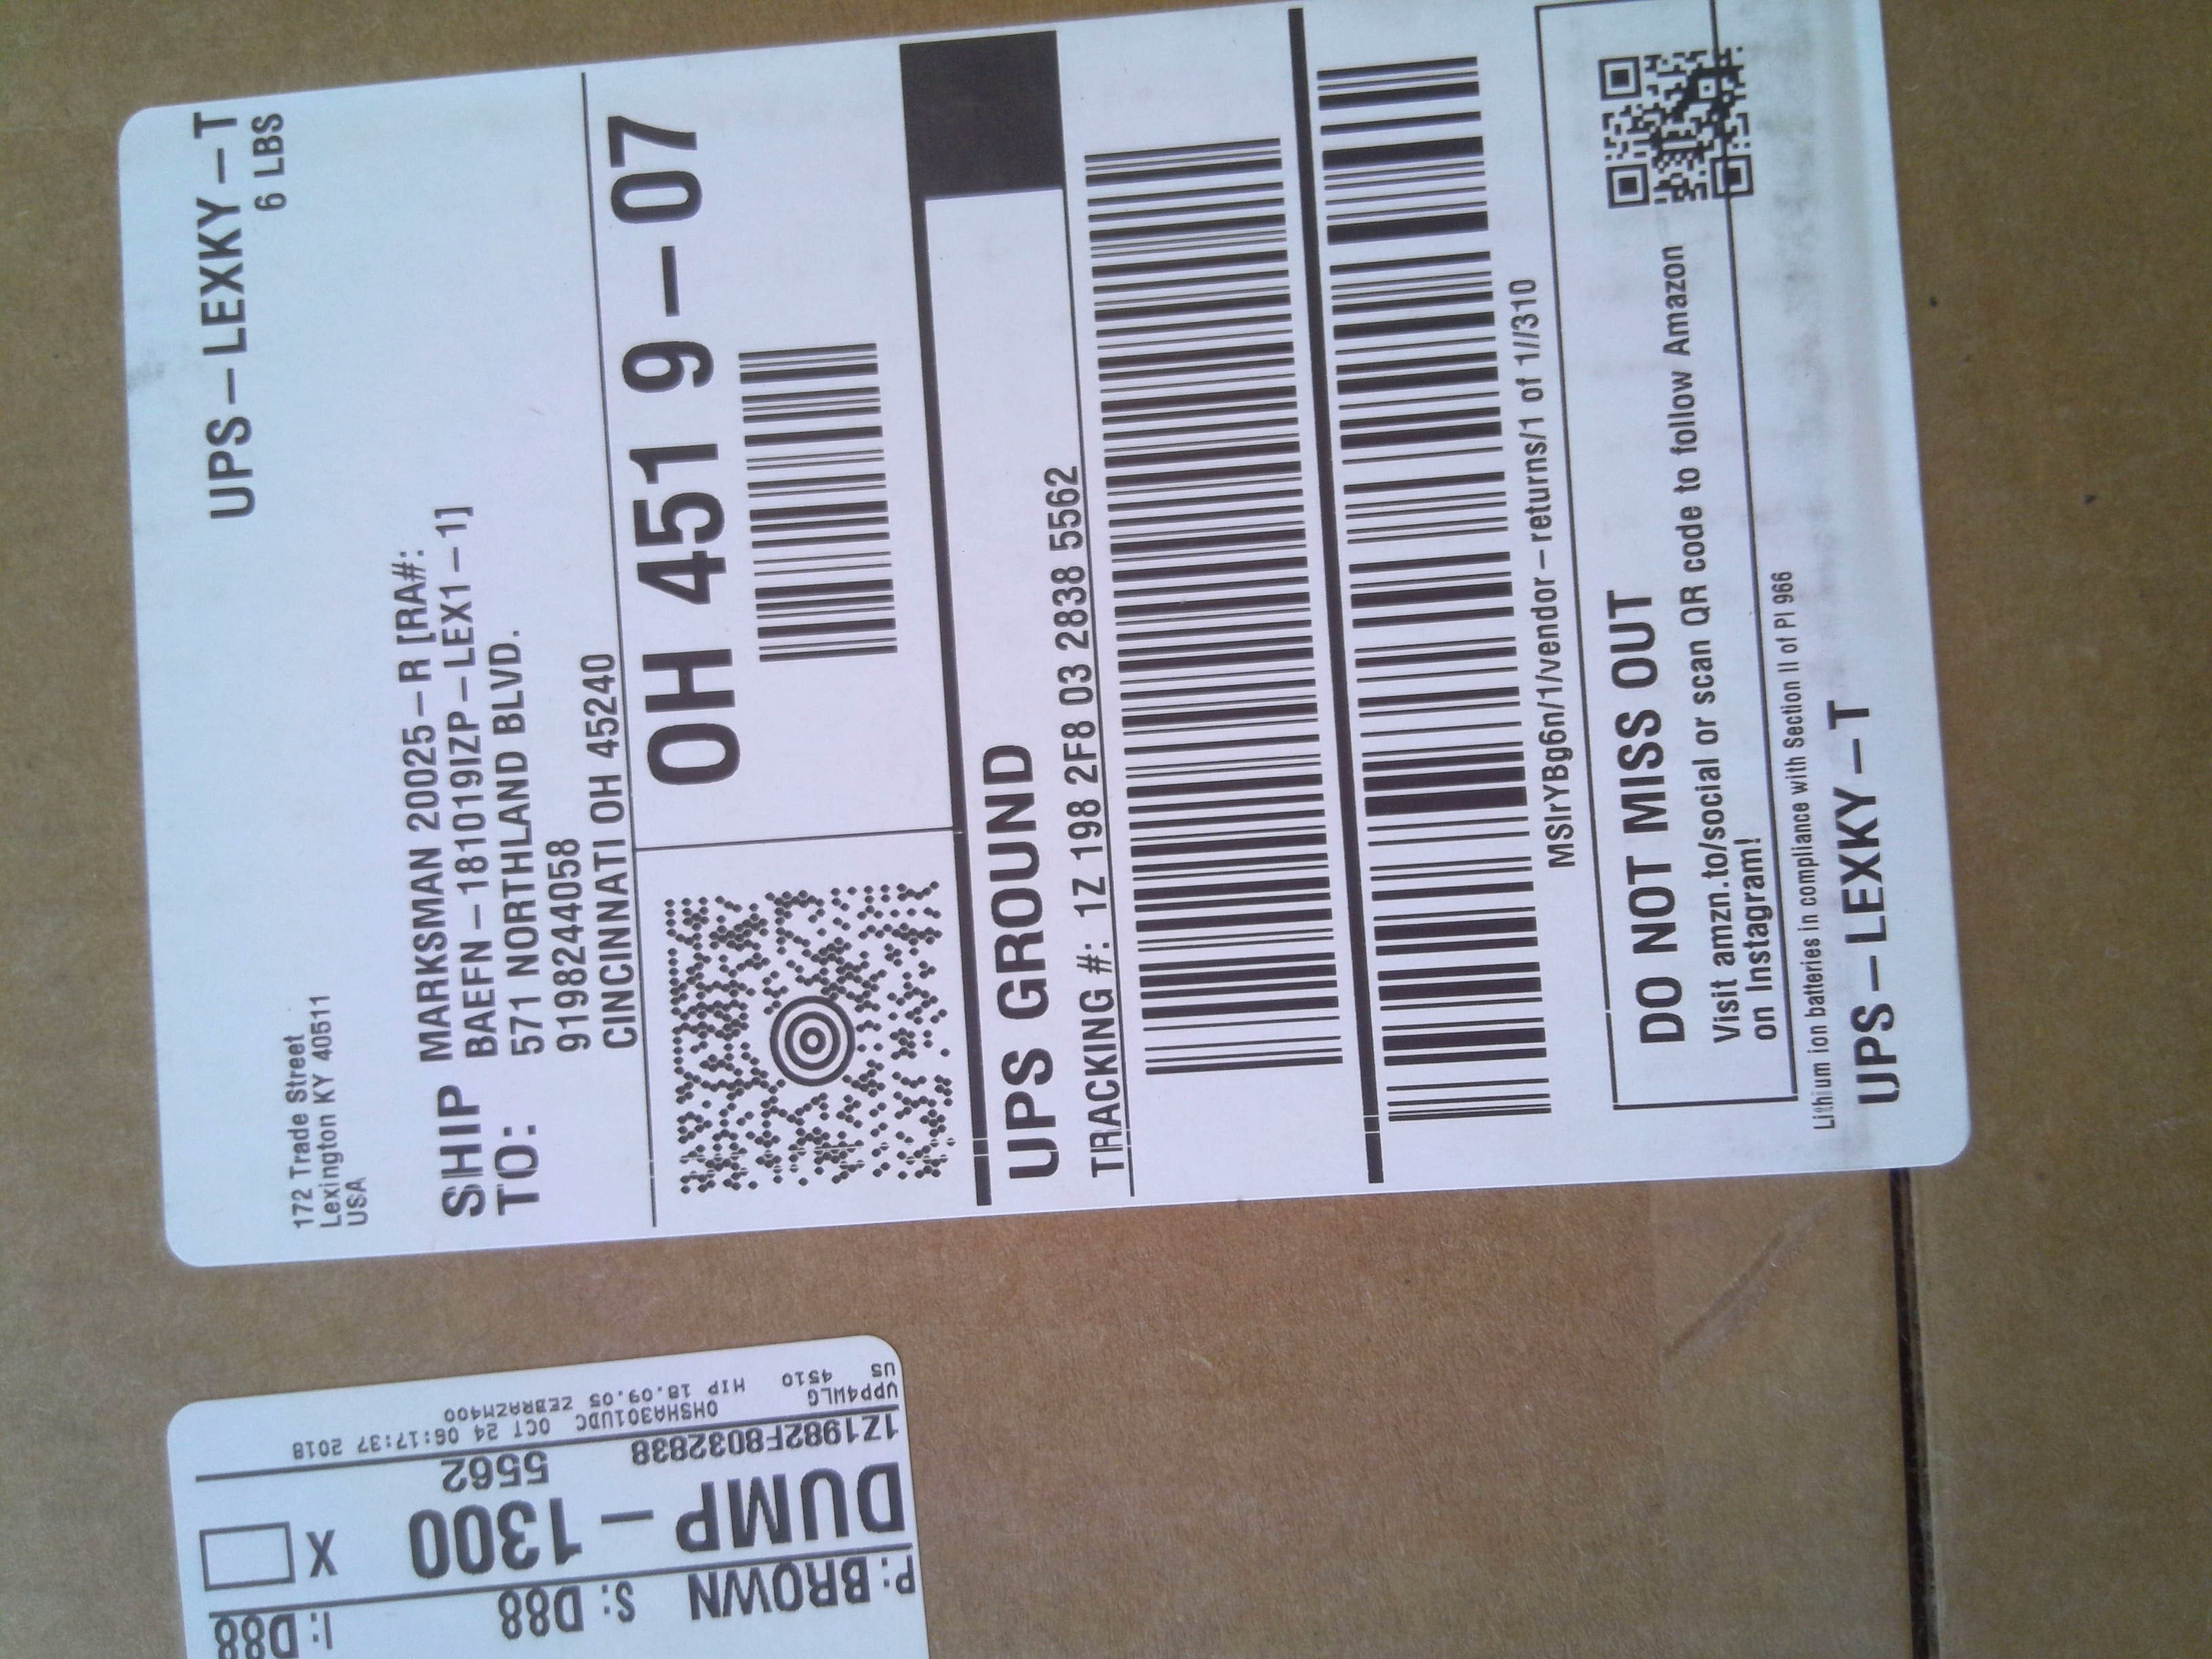 UPS-LEXKY-T
6 LBS
172 Trade Street
Lexington KY 40511
USA
SHIP TO:
MARKSMAN 20025-R [RA#:
BAEFN-181019IZP-LEX1-1]
571 NORTHLAND BLVD.
9198244058
CINCINNATI OH 45240
OH 451 9-07
UPS GROUND
TRACKING #: 1Z 198 2F8 03 2838 5562
MSlrYBg6n/1/vendor-returns/1 of 1//310
DO NOT MISS OUT
Visit amzn.to/social or scan QR code to follow Amazon
on Instagram!
Lithium ion batteries in compliance with Section II of PI 966
UPS-LEXKY-T
US 4510 HIP 18.09.05 ZEBRAZM400
UPP4WLG OHSHA301UDC OCT 24 06:17:37 2018
1Z1982F8032838 5562
DUMP-1300 X
P: BROWN S: D88 I: D88